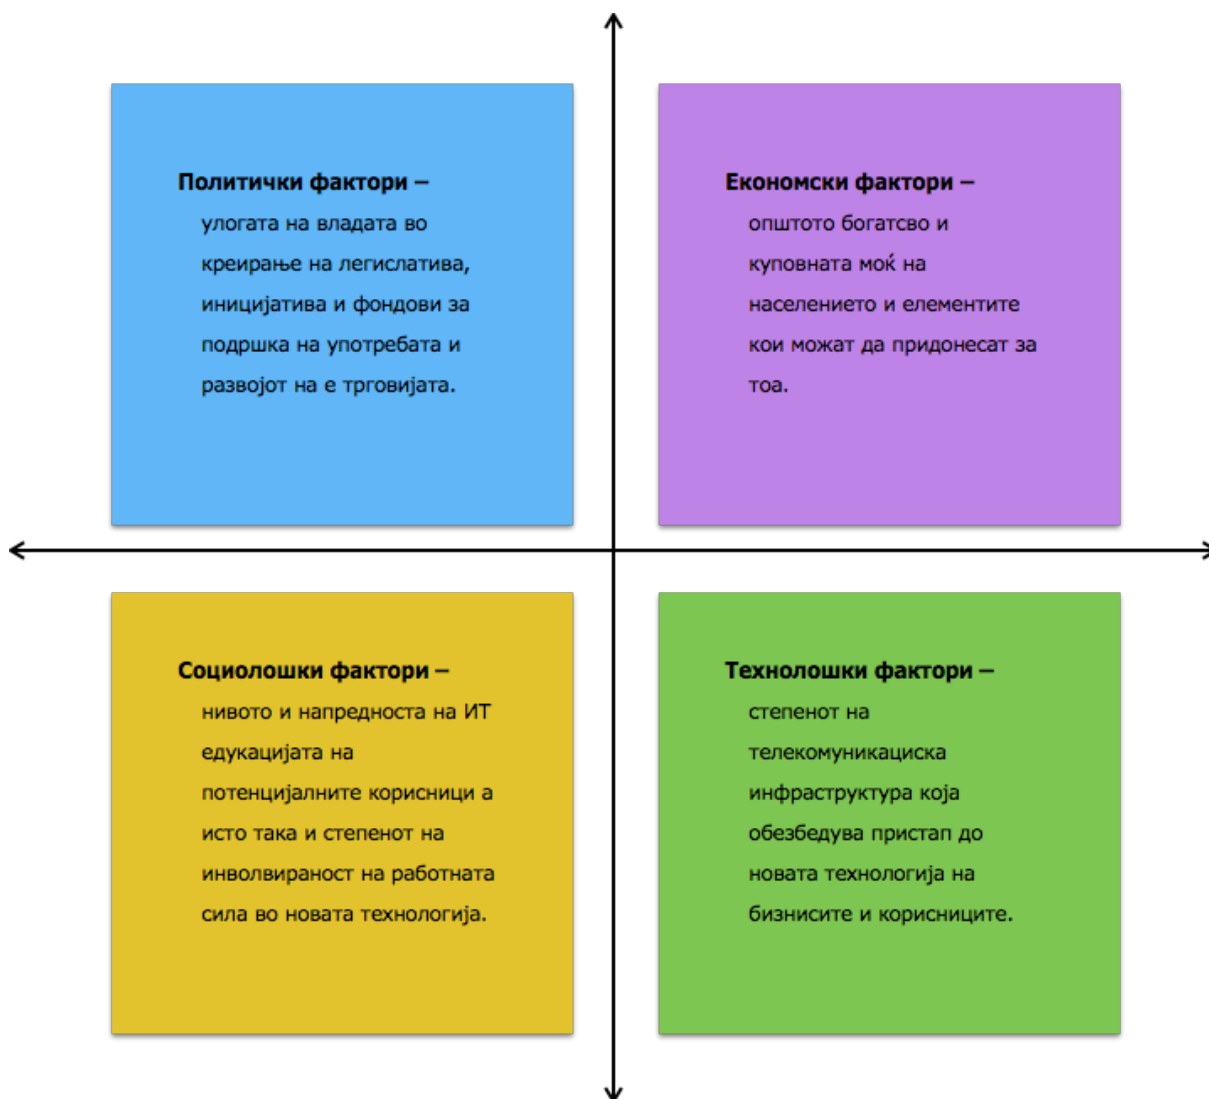 Политички фактори –
улогата на владата во
креирање на легислатива,
иницијатива и фондови за
подршка на употребата и
развојот на е трговијата.
Економски фактори –
општото богатсво и
куповната моќ на
населението и елементите
кои можат да придонесат за
тоа.
Социолошки фактори –
нивото и напредноста на ИТ
едукацијата на
потенцијалните корисници а
исто така и степенот на
инволвираност на работната
сила во новата технологија.
Технолошки фактори –
степенот на
телекомуникациска
инфраструктура која
обезбедува пристап до
новата технологија на
бизнисите и корисниците.